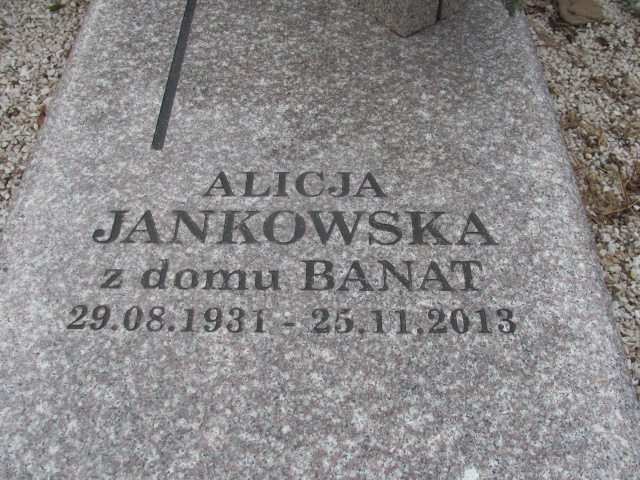 ALICJA
JANKOWSKA
z domu BANAT
29.08.1931 - 25.11.2013